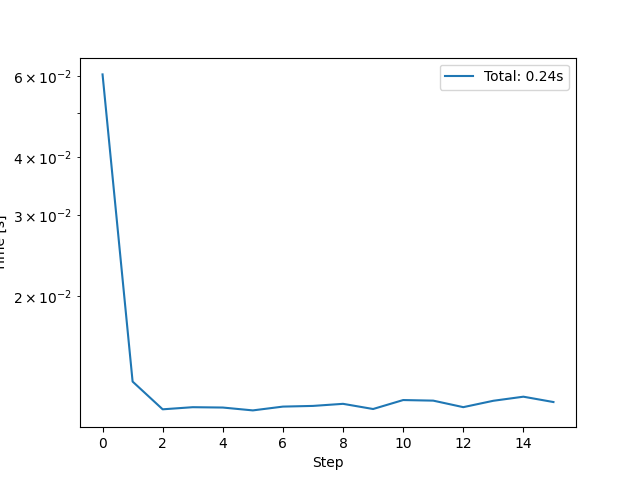 Total: 0.24s
6 × 10⁻²
4 × 10⁻²
3 × 10⁻²
2 × 10⁻²
[s]
0 2 4 6 8 10 12 14
Step